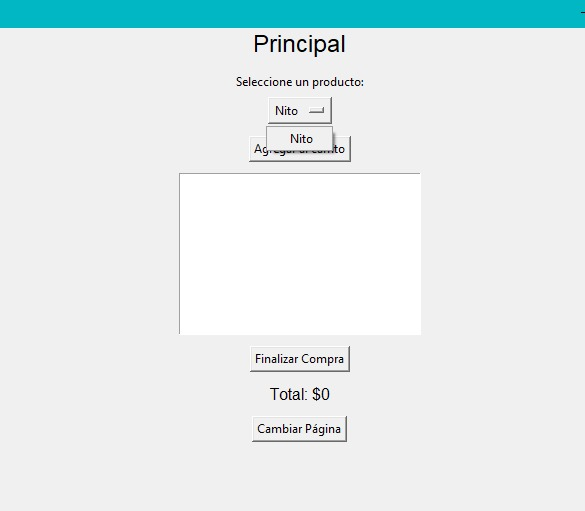 Principal
Seleccione un producto:
Nito
Nito
Finalizar Compra
Total: $0
Cambiar Página